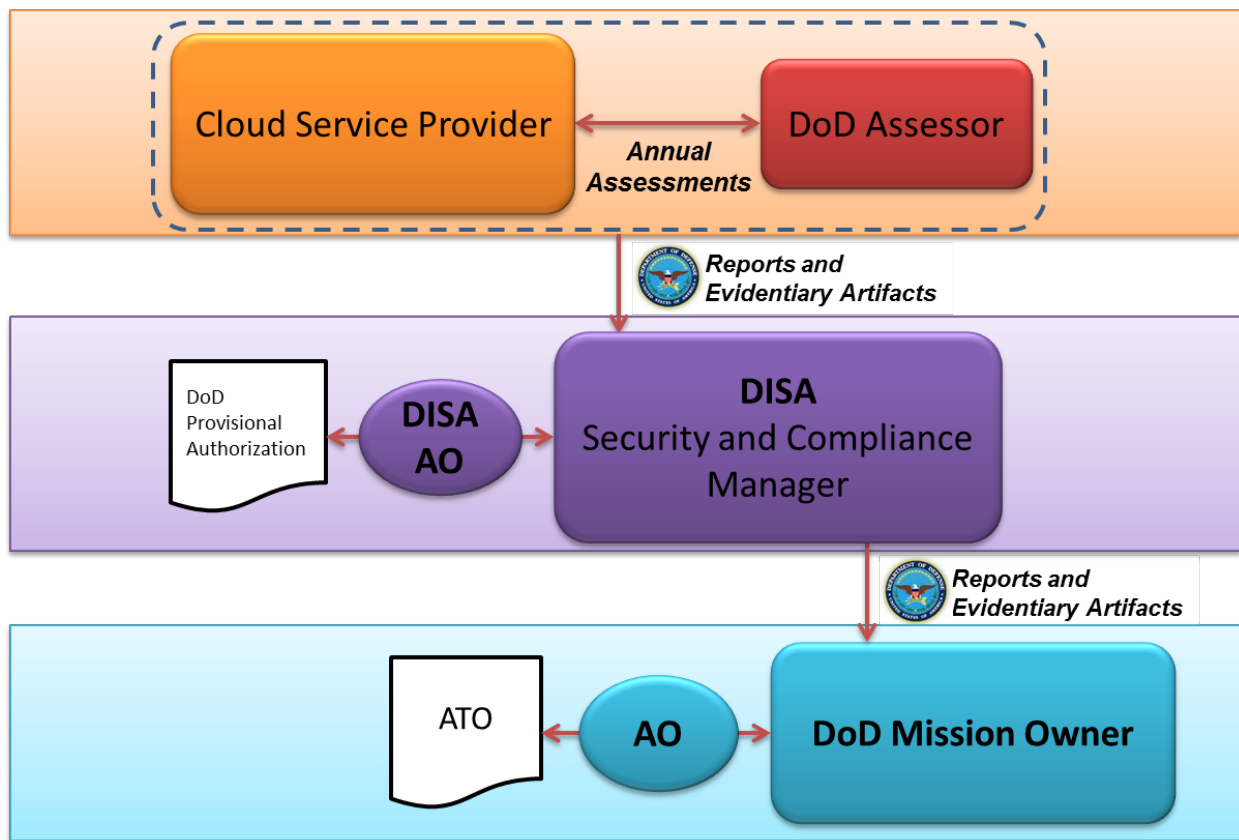 Cloud Service Provider
DoD Assessor
Annual
Assessments
Reports and
Evidentiary Artifacts
DoD
Provisional
Authorization
DISA
AO
DISA
Security and Compliance
Manager
Reports and
Evidentiary Artifacts
ATO
AO
DoD Mission Owner